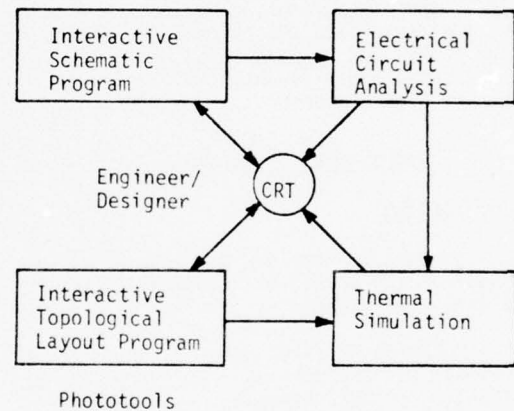 Interactive
Schematic
Program
Electrical
Circuit
Analysis
Engineer/
Designer
CRT
Interactive
Topological
Layout Program
Thermal
Simulation
Phototools